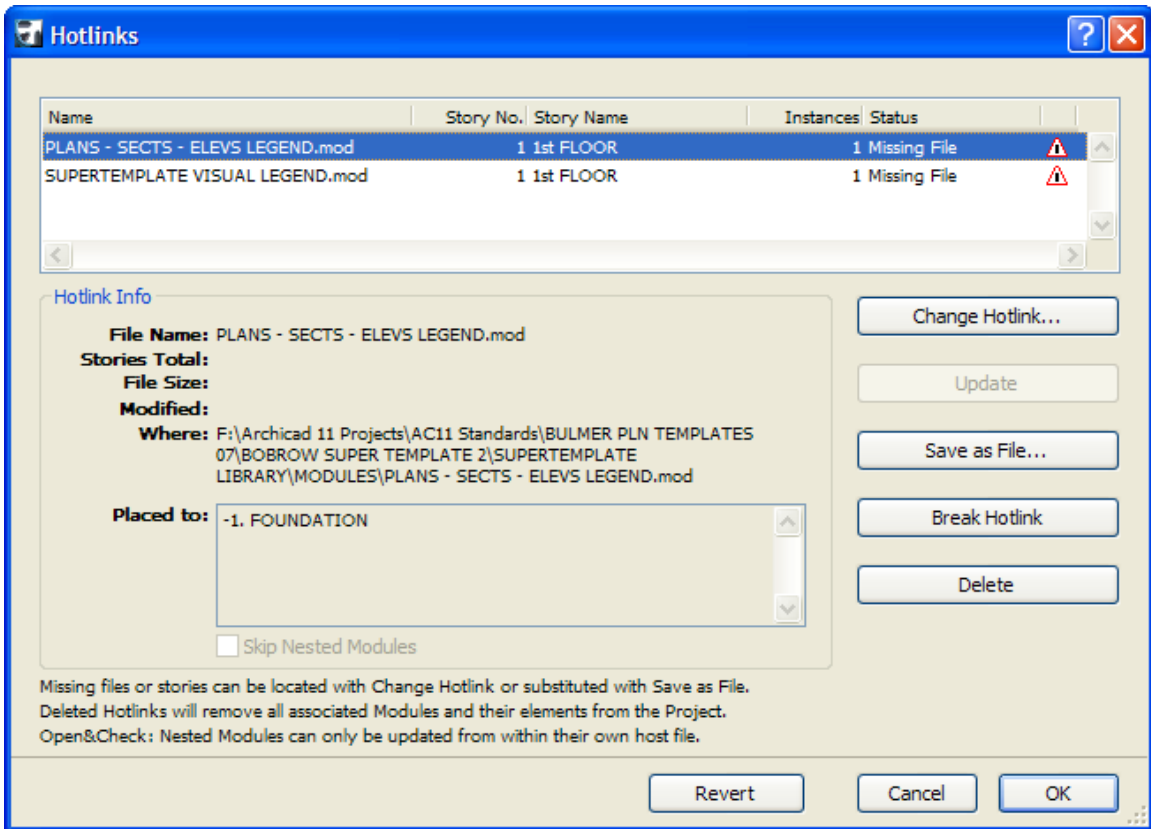 Hotlinks
Name Story No. Story Name Instances Status
PLANS - SECTS - ELEVS LEGEND.mod 1 1st FLOOR 1 Missing File
SUPERTEMPLATE VISUAL LEGEND.mod 1 1st FLOOR 1 Missing File
Hotlink Info
File Name: PLANS - SECTS - ELEVS LEGEND.mod
Stories Total:
File Size:
Modified:
Where: F:\Archicad 11 Projects\AC11 Standards\BULMER PLN TEMPLATES
07\BOBROW SUPER TEMPLATE 2\SUPERTEMPLATE
LIBRARY\MODULES\PLANS - SECTS - ELEVS LEGEND.mod
Placed to: -1. FOUNDATION
Skip Nested Modules
Change Hotlink...
Update
Save as File...
Break Hotlink
Delete
Missing files or stories can be located with Change Hotlink or substituted with Save as File.
Deleted Hotlinks will remove all associated Modules and their elements from the Project.
Open&Check: Nested Modules can only be updated from within their own host file.
Revert Cancel OK